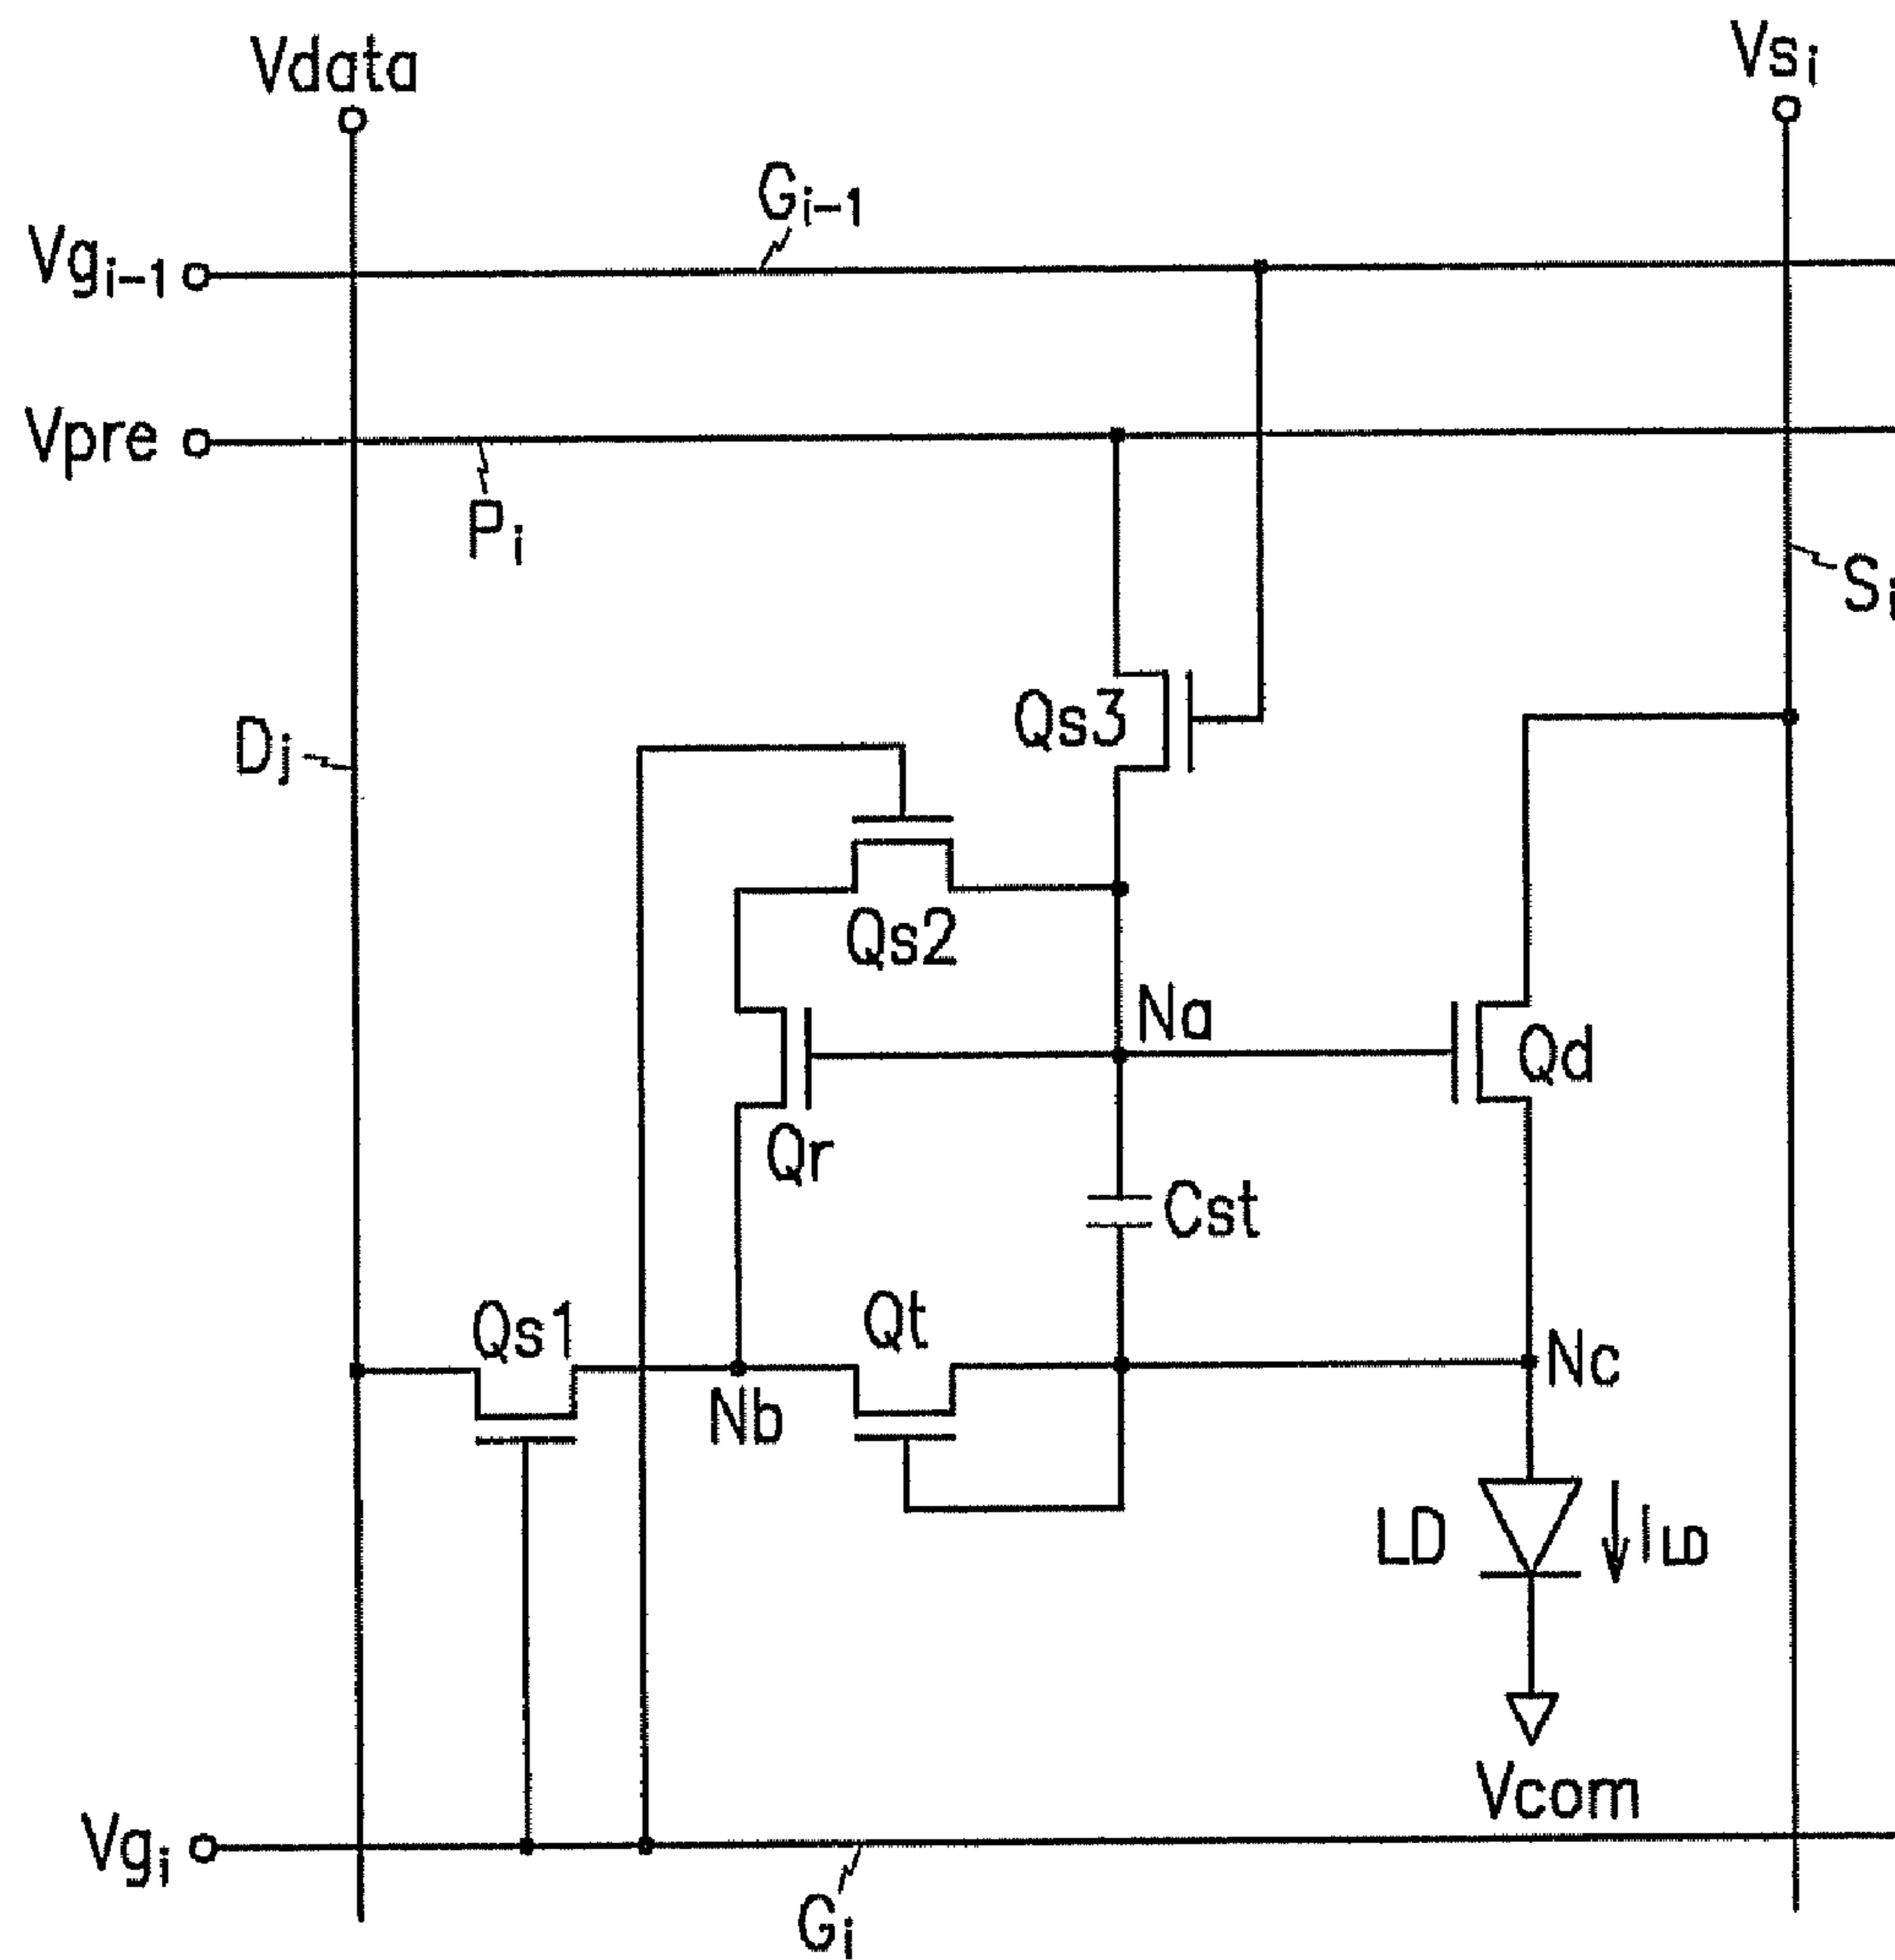 Vdata
Vsi
Gi-1
Vgi-1
Vpre
Pi
Si
Qs3
Dj
Qs2
Na
Qd
Qr
Cst
Qs1
Qt
Nb
Nc
LD
ILD
Vcom
Vgi
Gi